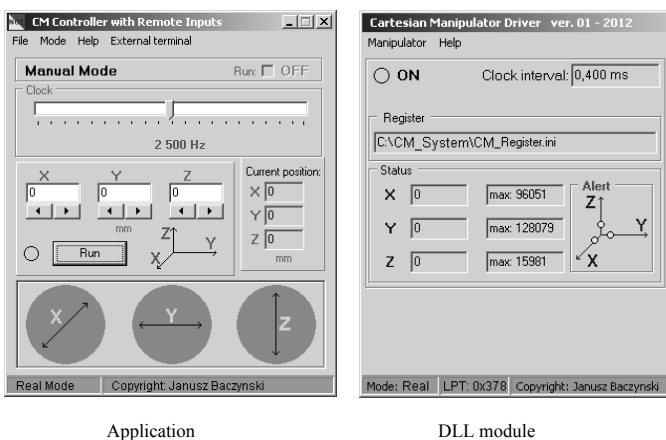 CM Controller with Remote Inputs
File Mode Help External terminal
Manual Mode Run: OFF
Clock
2 500 Hz
X Y Z
0 0 0
mm
Run
Z
Y
X
Current position:
X 0
Y 0
Z 0
mm
X Y Z
Real Mode Copyright: Janusz Baczynski
Application
Cartesian Manipulator Driver ver. 01 - 2012
Manipulator Help
ON Clock interval: 0,400 ms
Register
C:\CM_System\CM_Register.ini
Status
X 0 max: 96051
Y 0 max: 128079
Z 0 max: 15981
Alert
Z
Y
X
Mode: Real LPT: 0x378 Copyright: Janusz Baczynski
DLL module